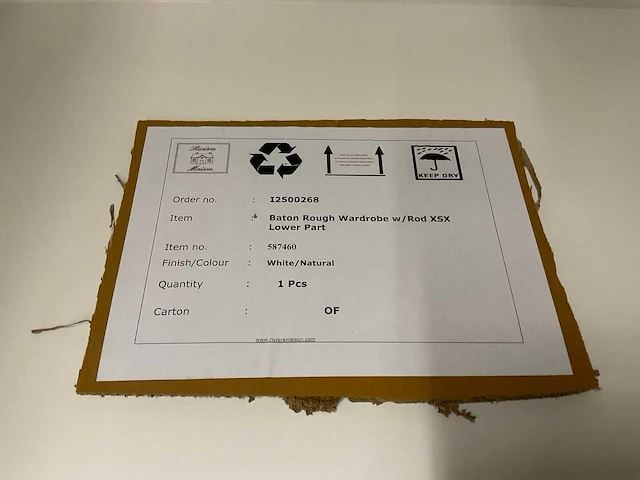 Rivièra
Maison
KEEP DRY
Order no. : I2500268
Item : Baton Rough Wardrobe w/Rod XSX
Lower Part
Item no. : 587460
Finish/Colour : White/Natural
Quantity : 1 Pcs
Carton : OF
www.rivieramaison.com